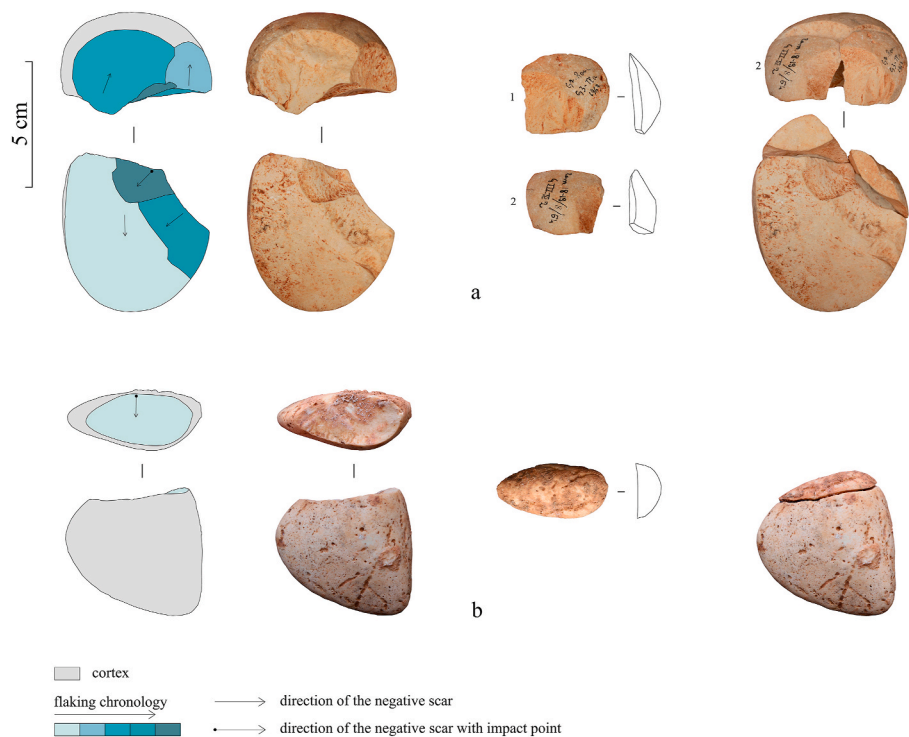 5 cm
1
2
2
a
b
cortex
flaking chronology
direction of the negative scar
direction of the negative scar with impact point